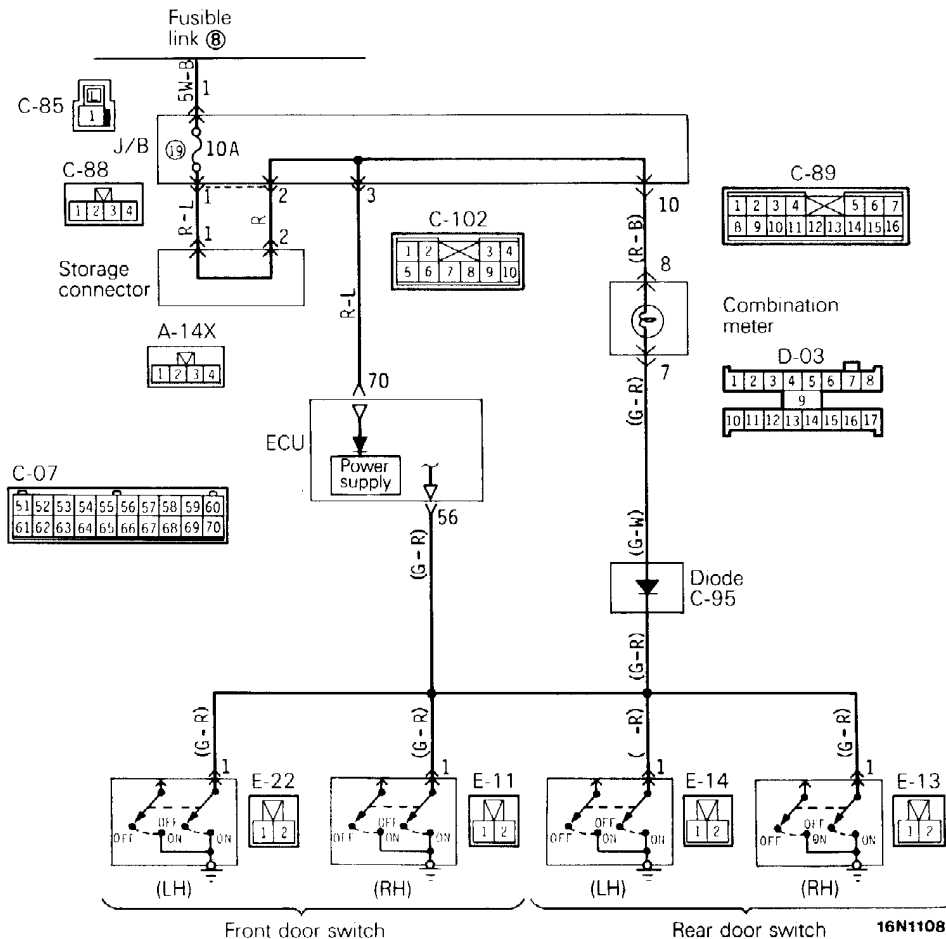 Fusible
link ⑧
5W-B
1
C-85
1
J/B
⑲
10A
C-88
1 2 3 4
1
2
3
10
R-L
R
1
2
Storage
connector
A-14X
1 2 3 4
C-102
1 2 3 4
5 6 7 8 9 10
C-89
1 2 3 4 5 6 7
8 9 10 11 12 13 14 15 16
(R-B)
8
Combination
meter
7
D-03
1 2 3 4 5 6 7 8
9
10 11 12 13 14 15 16 17
R-L
70
ECU
Power
supply
56
C-07
51 52 53 54 55 56 57 58 59 60
61 62 63 64 65 66 67 68 69 70
(G-R)
(G-R)
(G-W)
Diode
C-95
(G-R)
(G-R)
1
E-22
1 2
OFF
OFF
ON
ON
(LH)
(G-R)
1
E-11
1 2
OFF
OFF
ON
ON
(RH)
( -R)
1
E-14
1 2
OFF
OFF
ON
ON
(LH)
(G-R)
1
E-13
1 2
OFF
OFF
ON
ON
(RH)
Front door switch
Rear door switch
16N1108